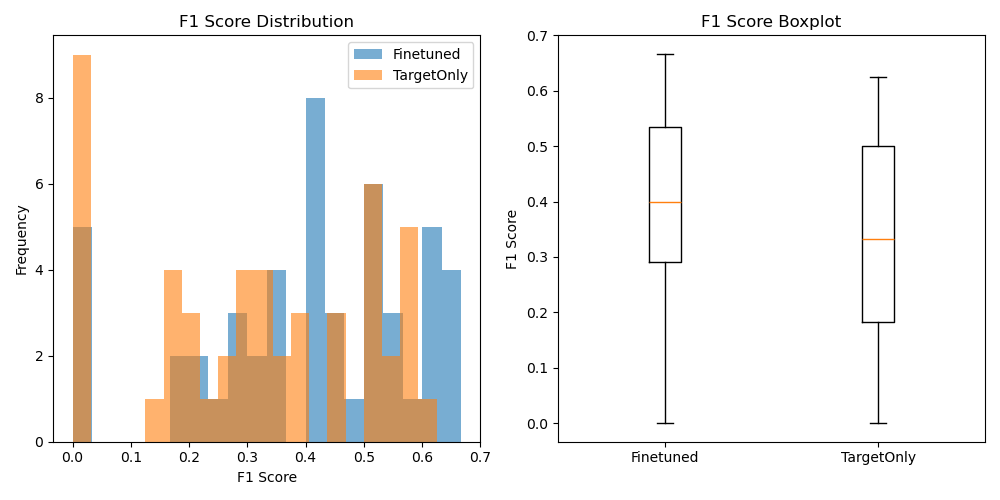 F1 Score Distribution
Finetuned
TargetOnly
Frequency
8
6
4
2
0
0.0 0.1 0.2 0.3 0.4 0.5 0.6 0.7
F1 Score
F1 Score Boxplot
F1 Score
0.7
0.6
0.5
0.4
0.3
0.2
0.1
0.0
Finetuned TargetOnly